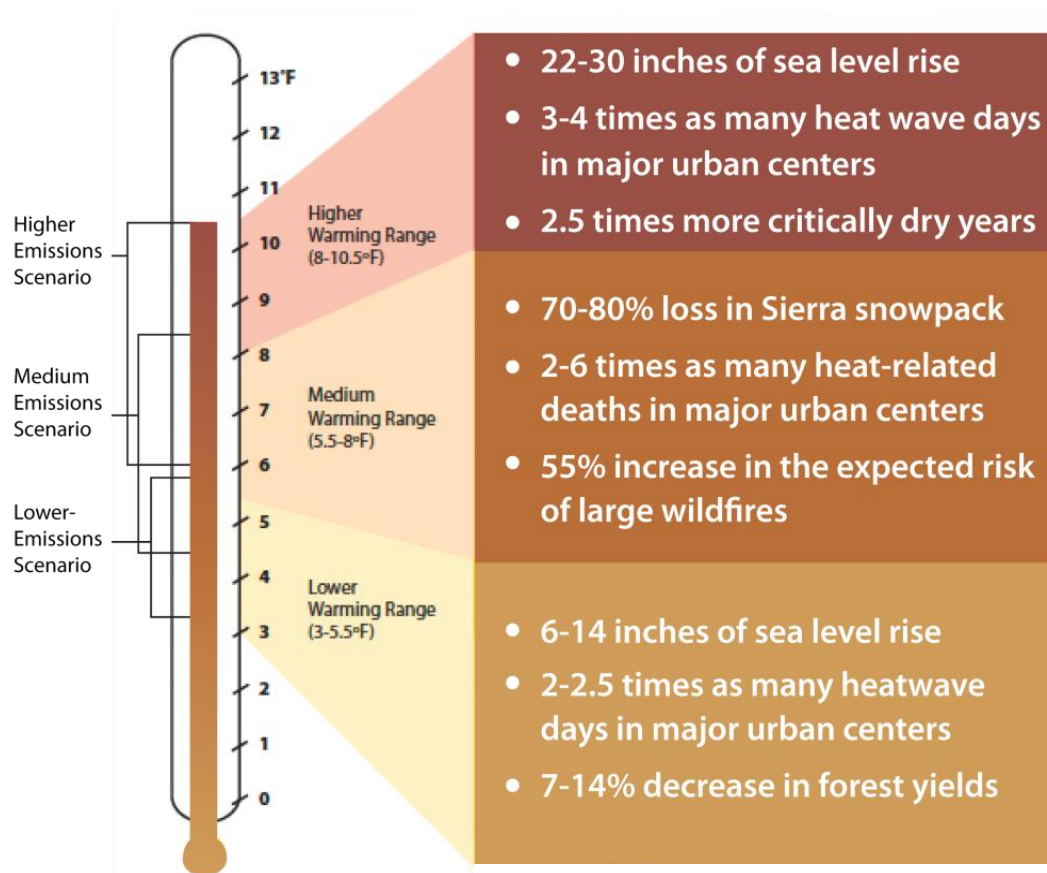 13°F
12
11
10
9
8
7
6
5
4
3
2
1
0
Higher
Emissions
Scenario
Medium
Emissions
Scenario
Lower-
Emissions
Scenario
Higher
Warming Range
(8-10.5ºF)
Medium
Warming Range
(5.5-8ºF)
Lower
Warming Range
(3-5.5ºF)
• 22-30 inches of sea level rise
• 3-4 times as many heat wave days
in major urban centers
• 2.5 times more critically dry years
• 70-80% loss in Sierra snowpack
• 2-6 times as many heat-related
deaths in major urban centers
• 55% increase in the expected risk
of large wildfires
• 6-14 inches of sea level rise
• 2-2.5 times as many heatwave
days in major urban centers
• 7-14% decrease in forest yields